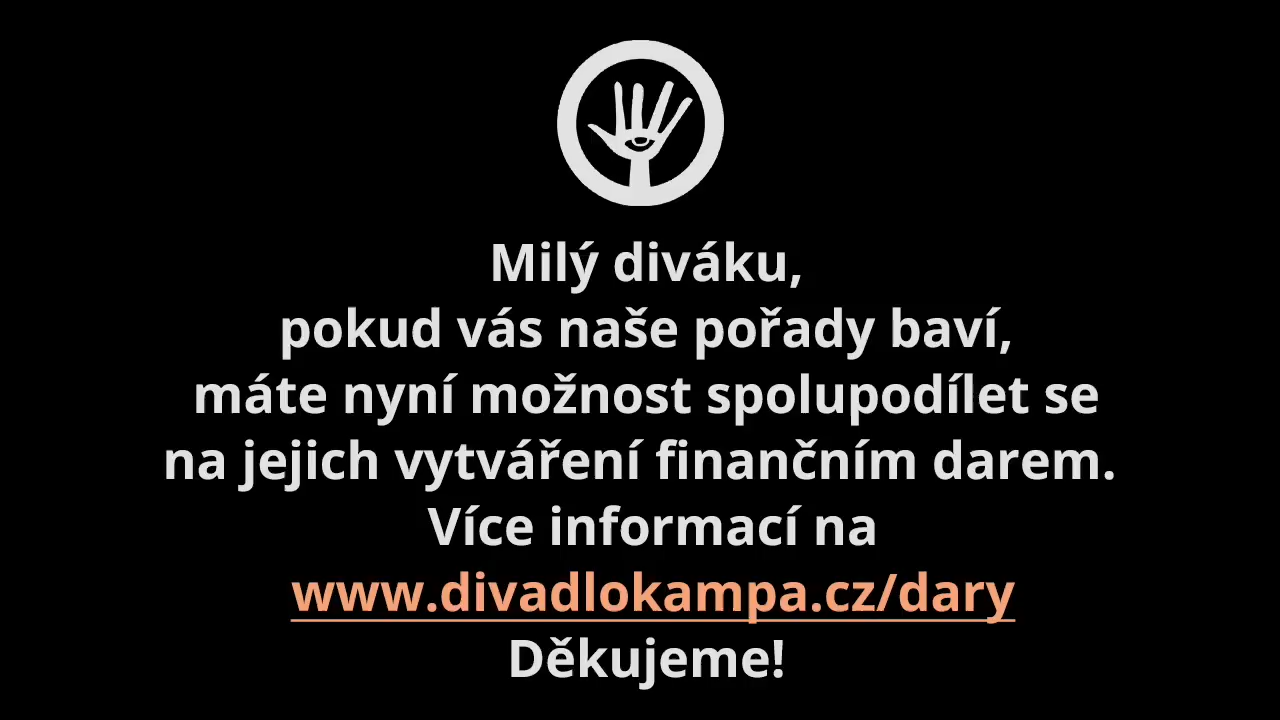 Milý diváku,
pokud vás naše pořady baví,
máte nyní možnost spolupodílet se
na jejich vytváření finančním darem.
Více informací na
www.divadlokampa.cz/dary
Děkujeme!